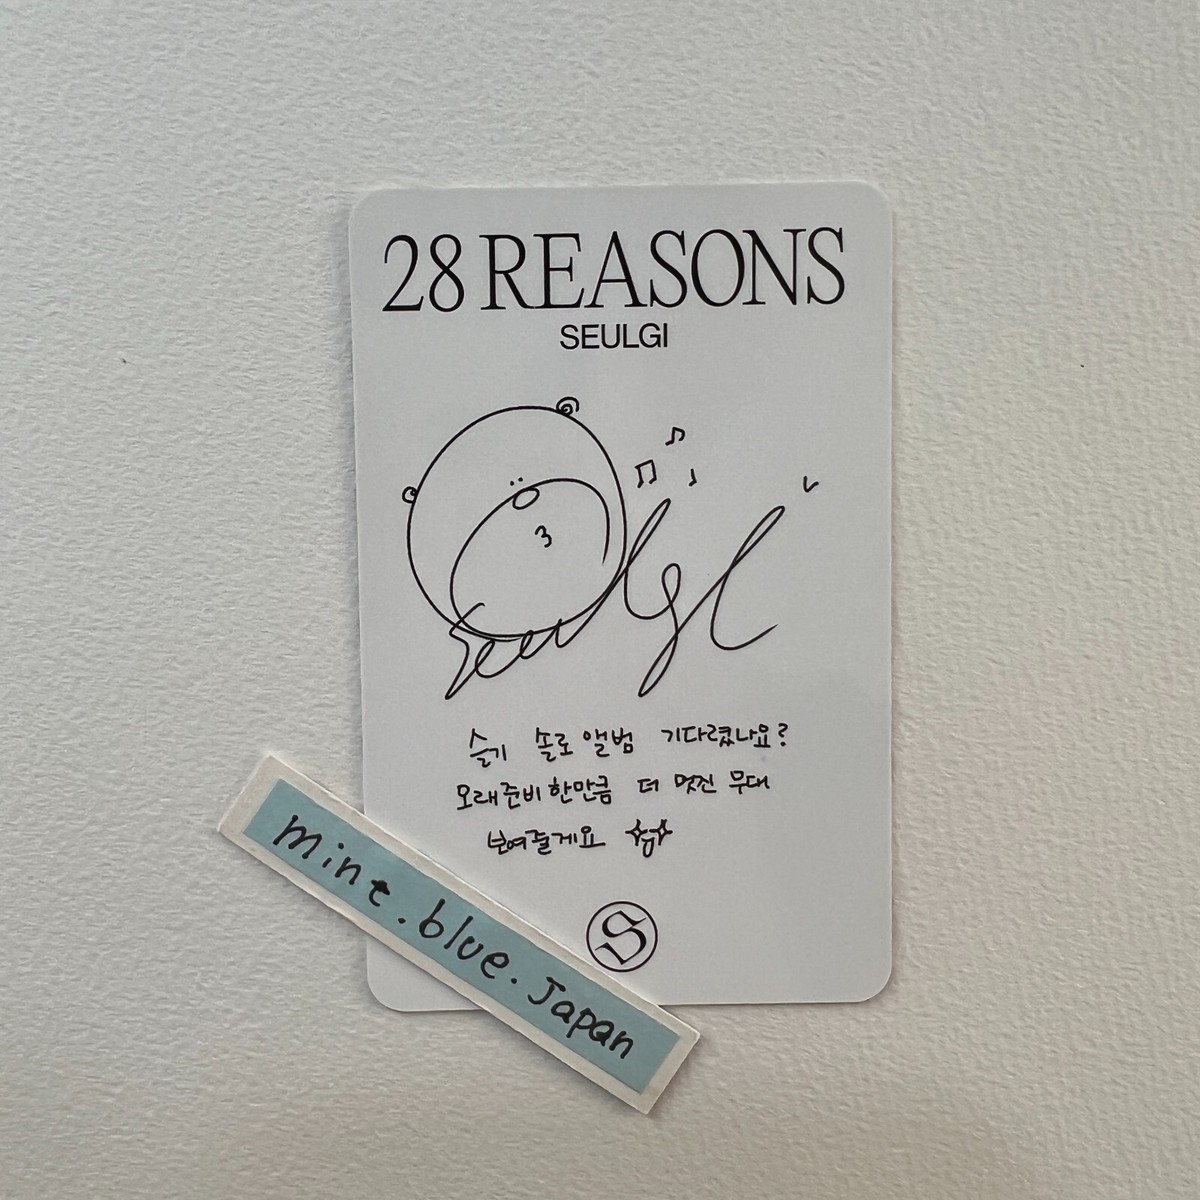 28 REASONS
SEULGI
Seulgi
슬기 솔로 앨범 기다렸나요?
오래 준비한만큼 더 멋진 무대
보여줄게요
S
mint.blue.Japan